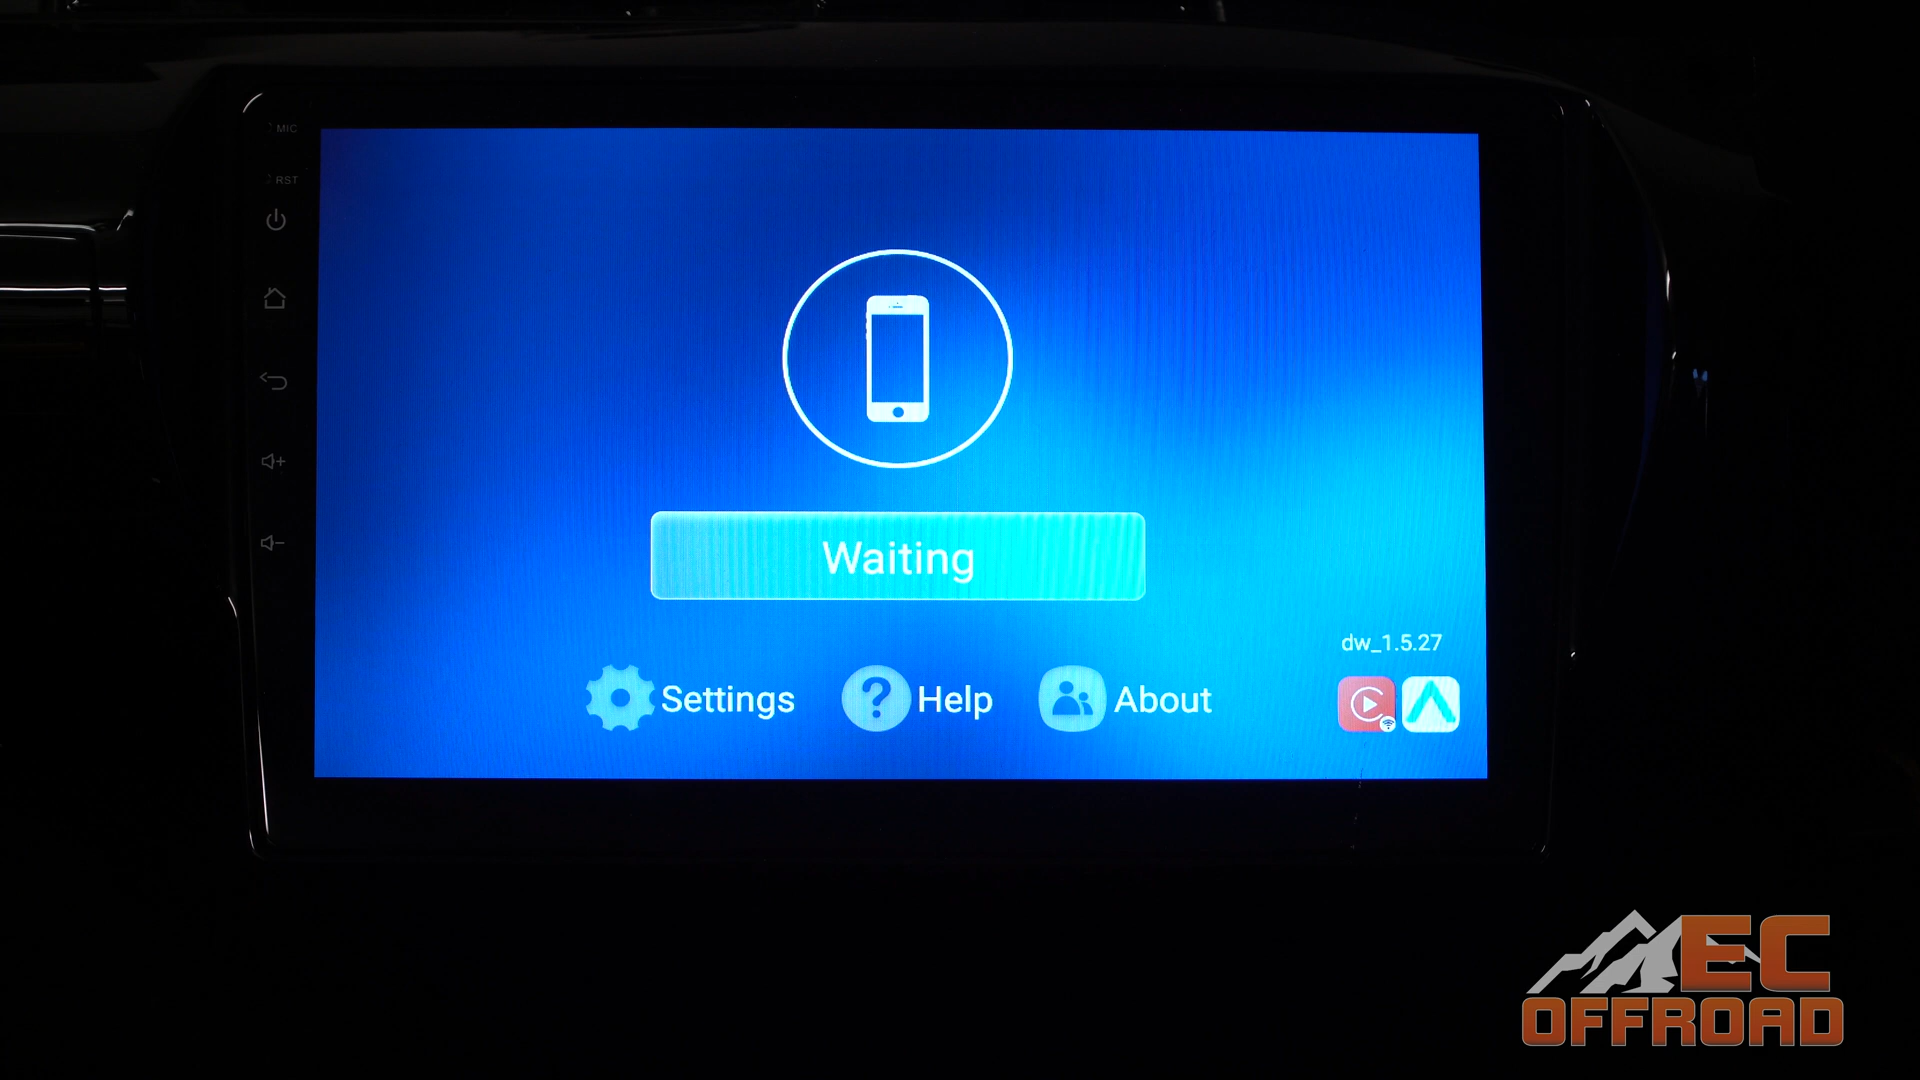 MIC
RST
Waiting
dw_1.5.27
Settings
Help
About
EC
OFFROAD